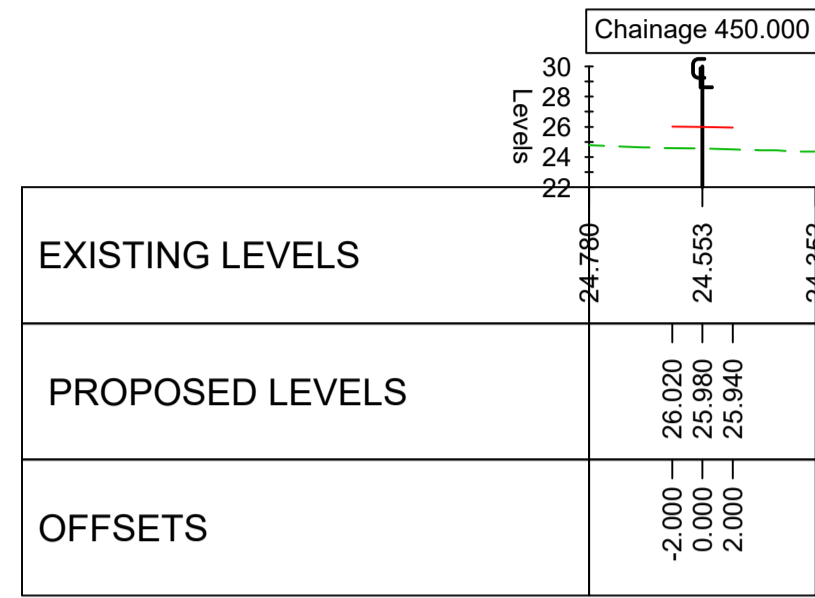 Chainage 450.000
℄
30
28
26
24
22
Levels
EXISTING LEVELS
24.780
24.553
PROPOSED LEVELS
26.020
25.980
25.940
OFFSETS
-2.000
0.000
2.000